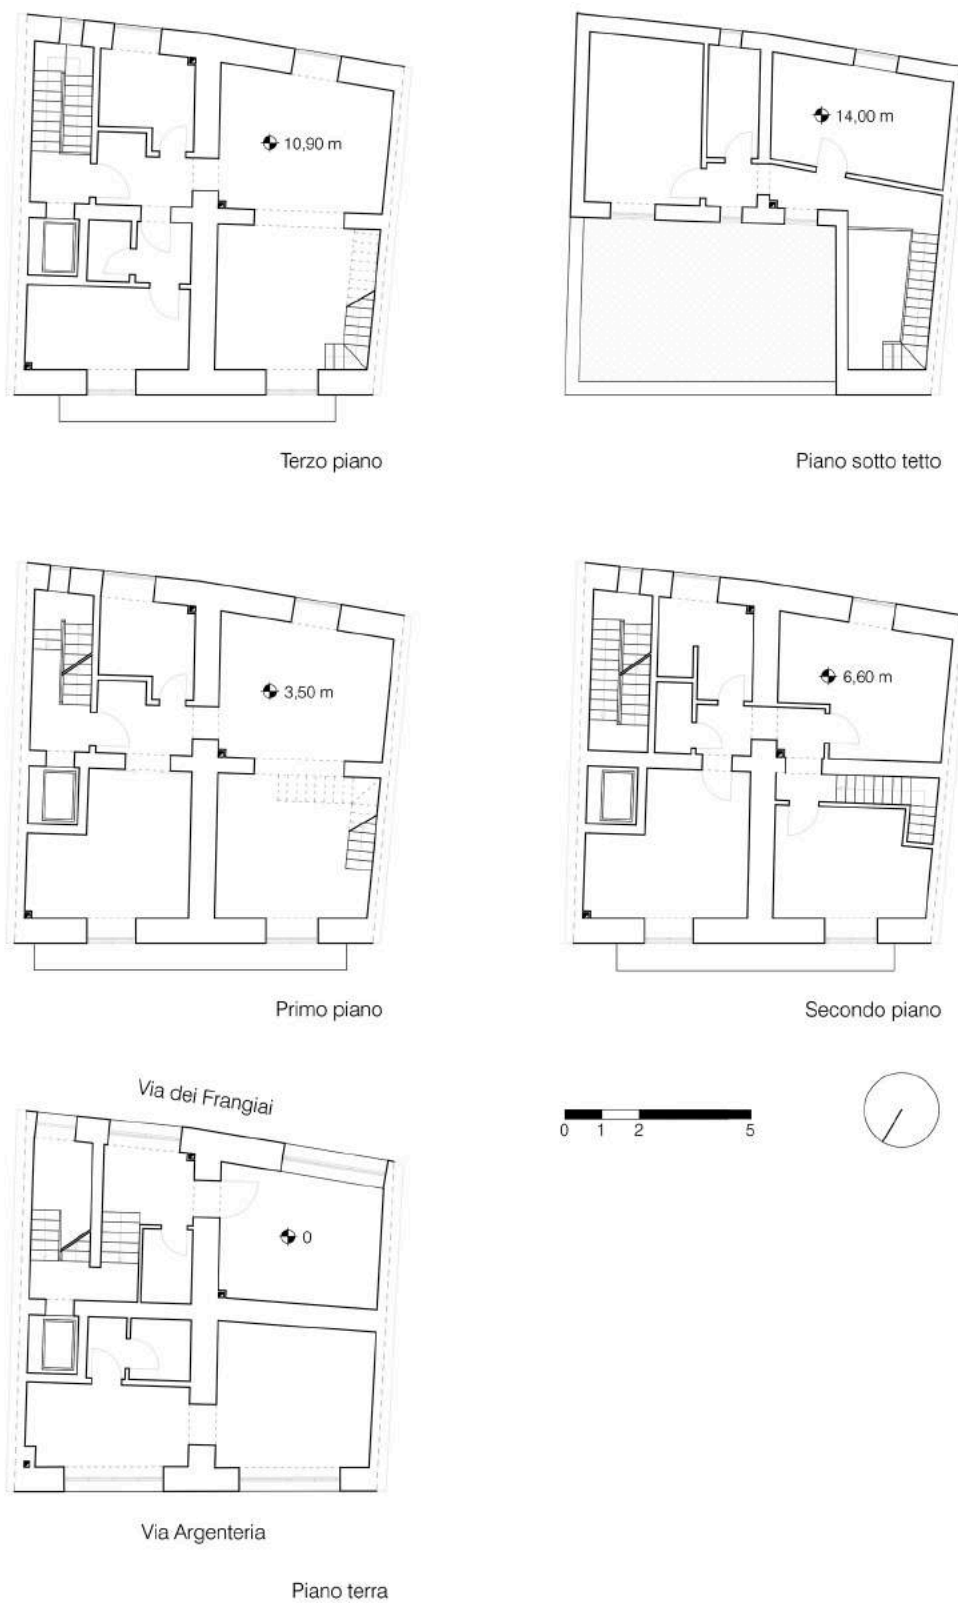 10,90 m
14,00 m
Terzo piano
Piano sotto tetto
3,50 m
6,60 m
Primo piano
Secondo piano
Via dei Frangiai
0 1 2 5
0
Via Argenteria
Piano terra